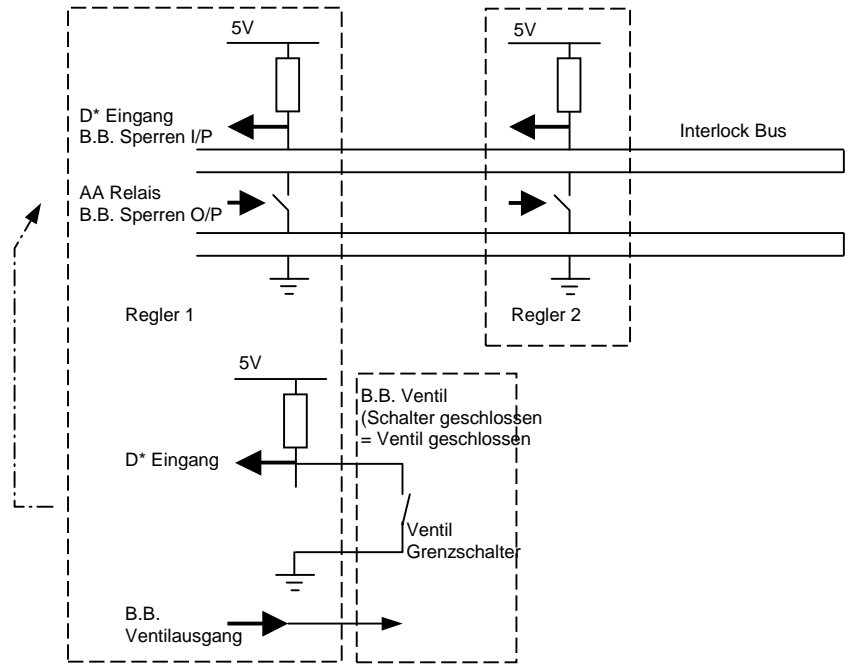 5V
5V
D* Eingang
B.B. Sperren I/P
Interlock Bus
AA Relais
B.B. Sperren O/P
Regler 1
Regler 2
5V
B.B. Ventil
(Schalter geschlossen
= Ventil geschlossen
D* Eingang
Ventil
Grenzschalter
B.B.
Ventilausgang